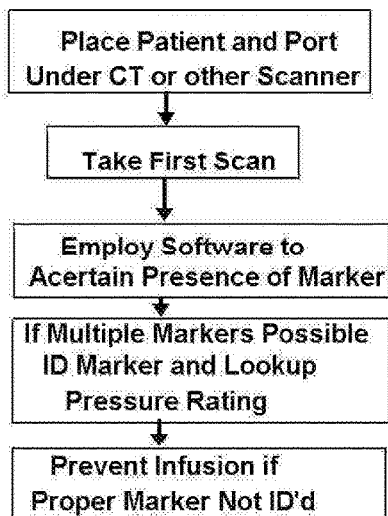 Place Patient and Port
Under CT or other Scanner
Take First Scan
Employ Software to
Acertain Presence of Marker
If Multiple Markers Possible
ID Marker and Lookup
Pressure Rating
Prevent Infusion if
Proper Marker Not ID'd